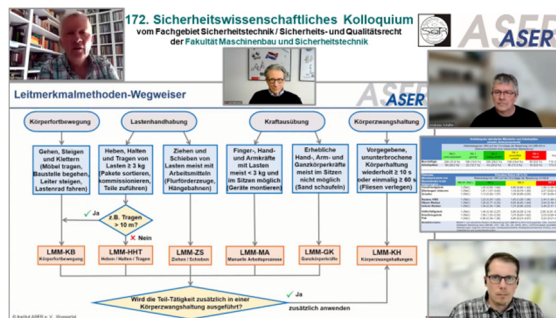 172. Sicherheitswissenschaftliches Kolloquium
vom Fachgebiet Sicherheitstechnik / Sicherheits- und Qualitätsrecht
der Fakultät Maschinenbau und Sicherheitstechnik
ASER
Leitmerkmalmethoden-Wegweiser
ASER
Körperfortbewegung
Lastenhandhabung
Kraftausübung
Körperzwangshaltung
Gehen, Steigen
und Klettern
(Möbel tragen,
Baustelle begehen,
Leiter steigen,
Lastenrad fahren)
Heben, Halten
und Tragen von
Lasten ≥ 3 kg
(Pakete sortieren,
kommissionieren,
Teile zuführen)
Ziehen und
Schieben von
Lasten meist mit
Arbeitsmitteln
(Flurförderzeuge,
Hängebahnen)
Finger-, Hand-
und Armkräfte
mit Lasten
meist < 3 kg und
im Sitzen möglich
(Geräte montieren)
Erhebliche
Hand-, Arm- und
Ganzkörperkräfte
meist im Sitzen
nicht möglich
(Sand schaufeln)
Vorgegebene,
ununterbrochene
Körperhaltung
wiederholt ≥ 10 s
oder einmalig ≥ 60 s
(Fliesen verlegen)
Ja
z.B. Tragen
> 10 m?
Nein
LMM-KB
Körperfortbewegung
LMM-HHT
Heben / Halten / Tragen
LMM-ZS
Ziehen / Schieben
LMM-MA
Manuelle Arbeitsprozesse
LMM-GK
Ganzkörperkräfte
LMM-KH
Körperzwangshaltungen
Wird die Teil-Tätigkeit zusätzlich in einer
Körperzwangshaltung ausgeführt?
Ja
zusätzlich anwenden